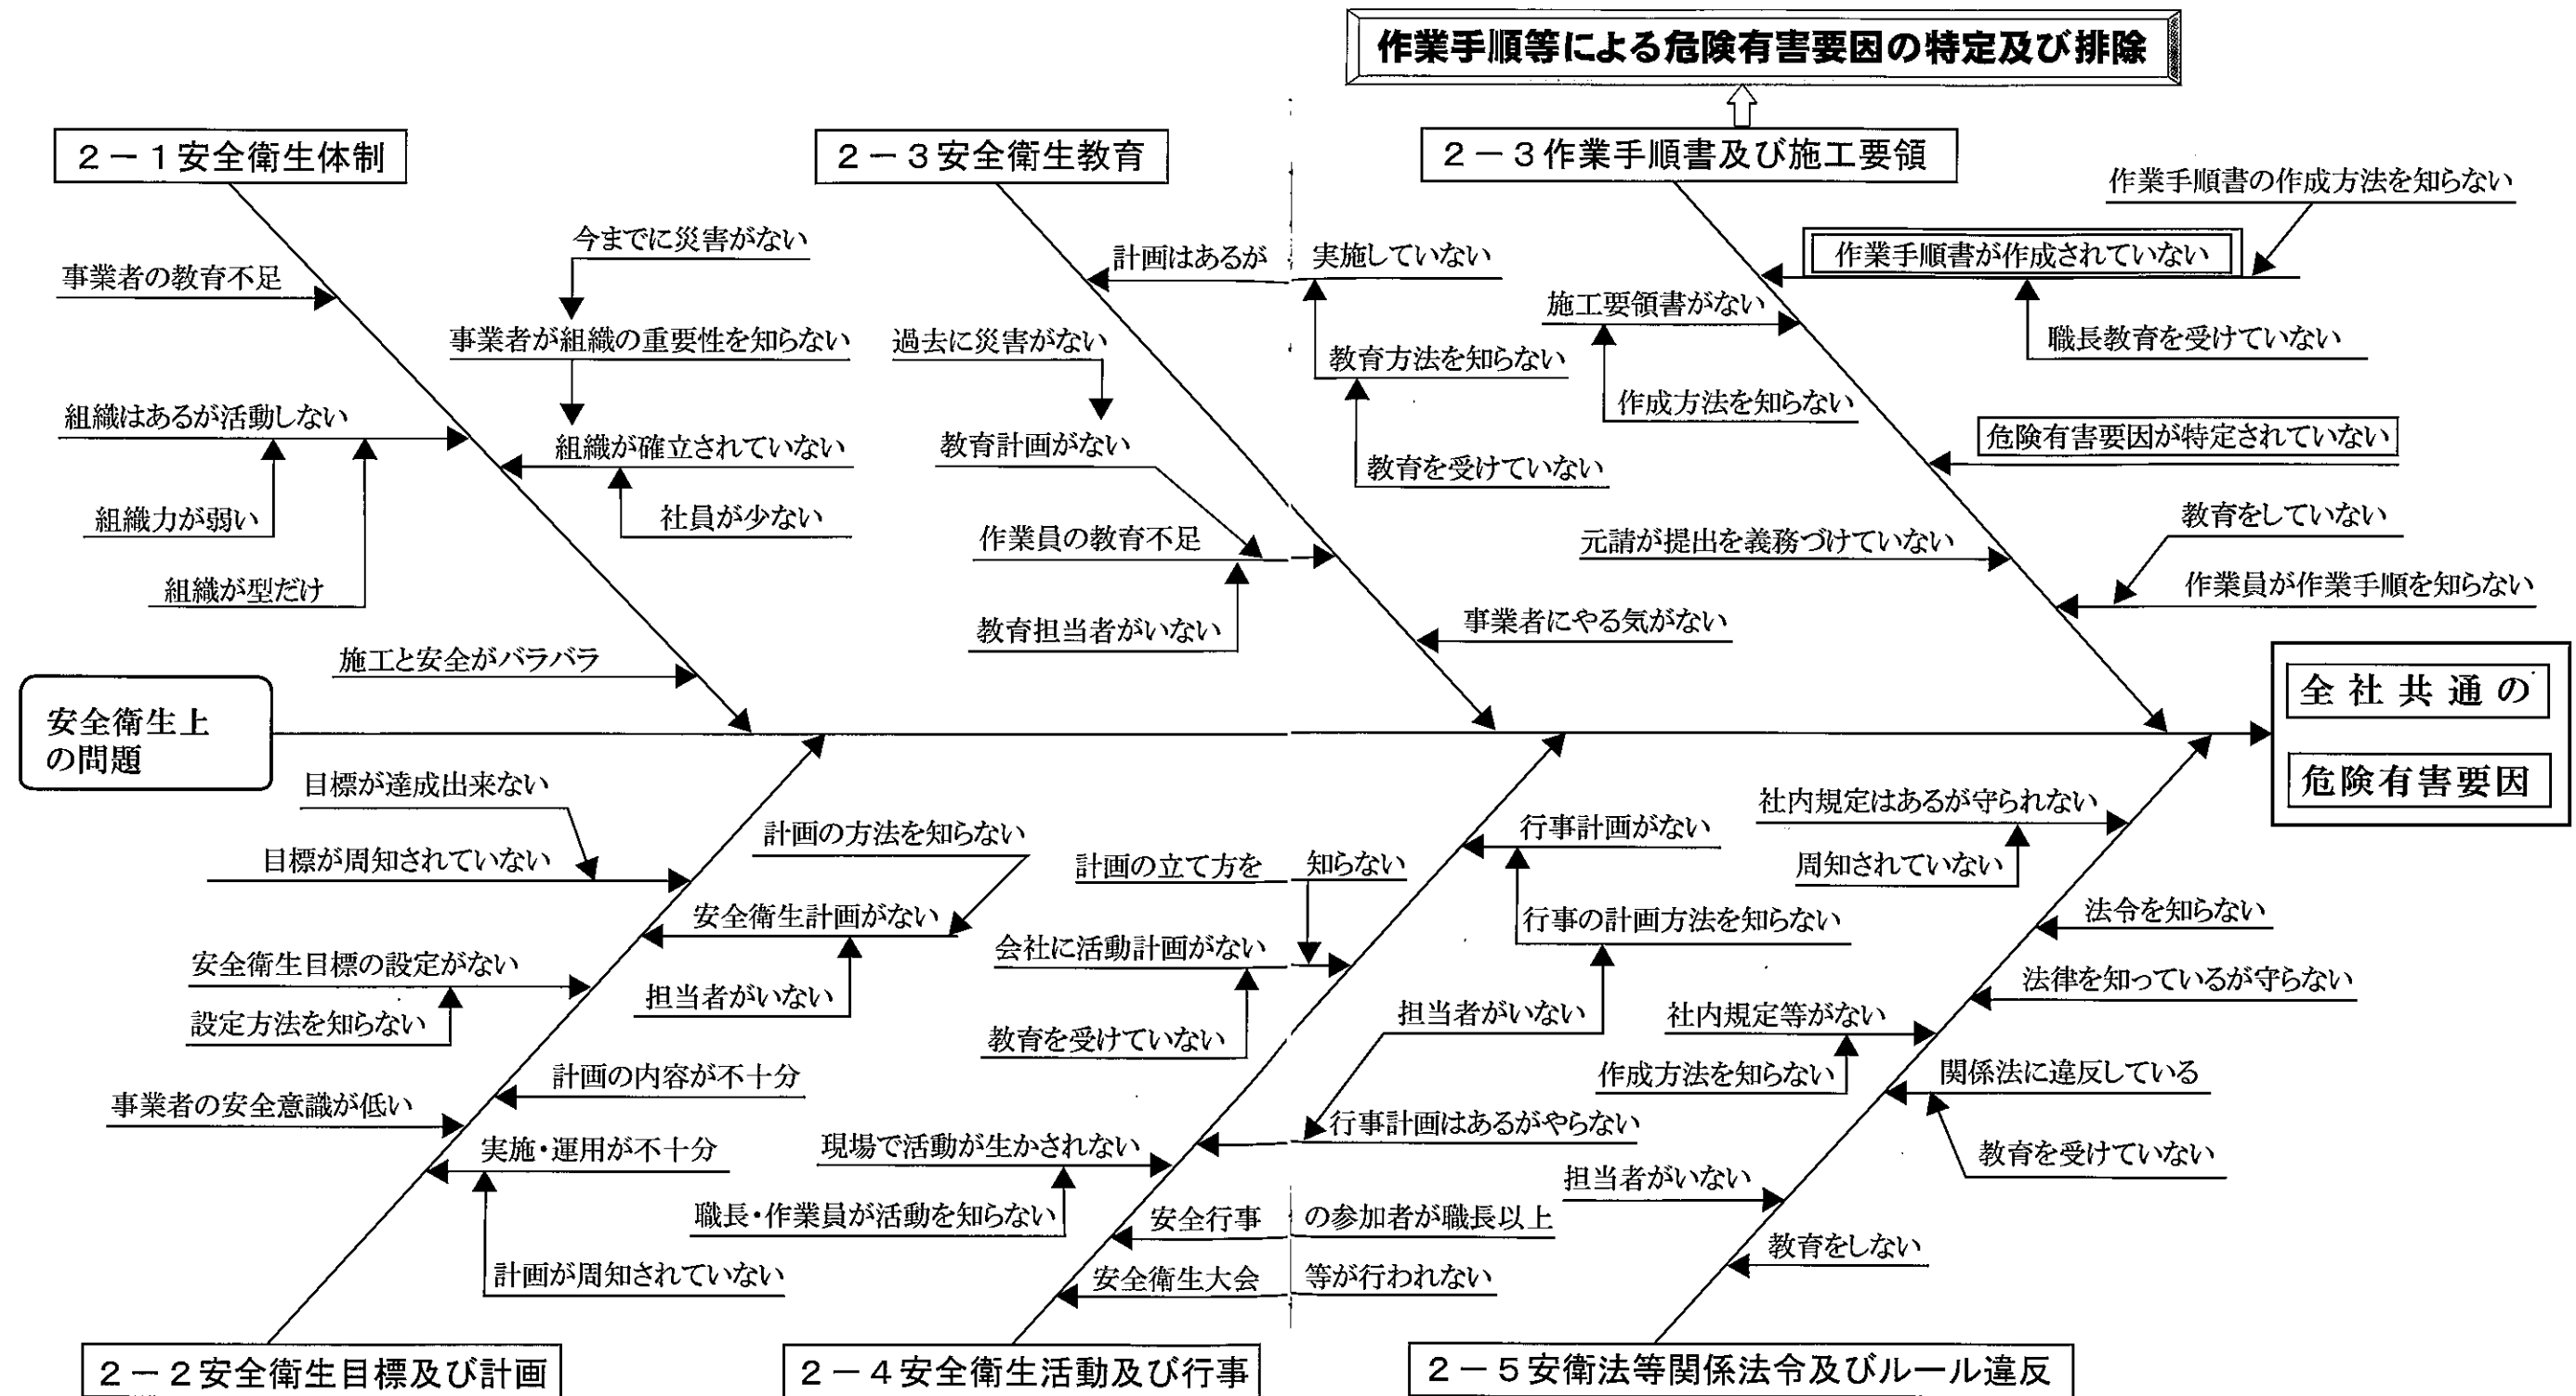 作業手順等による危険有害要因の特定及び排除
２－１安全衛生体制
事業者の教育不足
今までに災害がない
事業者が組織の重要性を知らない
組織はあるが活動しない
組織が確立されていない
組織力が弱い
社員が少ない
組織が型だけ
施工と安全がバラバラ
２－３安全衛生教育
計画はあるが 実施していない
過去に災害がない
教育方法を知らない
教育計画がない
教育を受けていない
作業員の教育不足
教育担当者がいない
事業者にやる気がない
２－３作業手順書及び施工要領
作業手順書の作成方法を知らない
作業手順書が作成されていない
施工要領書がない
職長教育を受けていない
作成方法を知らない
危険有害要因が特定されていない
教育をしていない
元請が提出を義務づけていない
作業員が作業手順を知らない
安全衛生上
の問題
全社共通の
危険有害要因
目標が達成出来ない
計画の方法を知らない
目標が周知されていない
安全衛生計画がない
安全衛生目標の設定がない
担当者がいない
設定方法を知らない
計画の内容が不十分
事業者の安全意識が低い
実施・運用が不十分
計画が周知されていない
２－２安全衛生目標及び計画
行事計画がない
計画の立て方を 知らない
行事の計画方法を知らない
会社に活動計画がない
担当者がいない
教育を受けていない
行事計画はあるがやらない
現場で活動が生かされない
職長・作業員が活動を知らない
安全行事 の参加者が職長以上
安全衛生大会 等が行われない
２－４安全衛生活動及び行事
社内規定はあるが守られない
周知されていない
法令を知らない
法律を知っているが守らない
社内規定等がない
作成方法を知らない
関係法に違反している
教育を受けていない
担当者がいない
教育をしない
２－５安衛法等関係法令及びルール違反